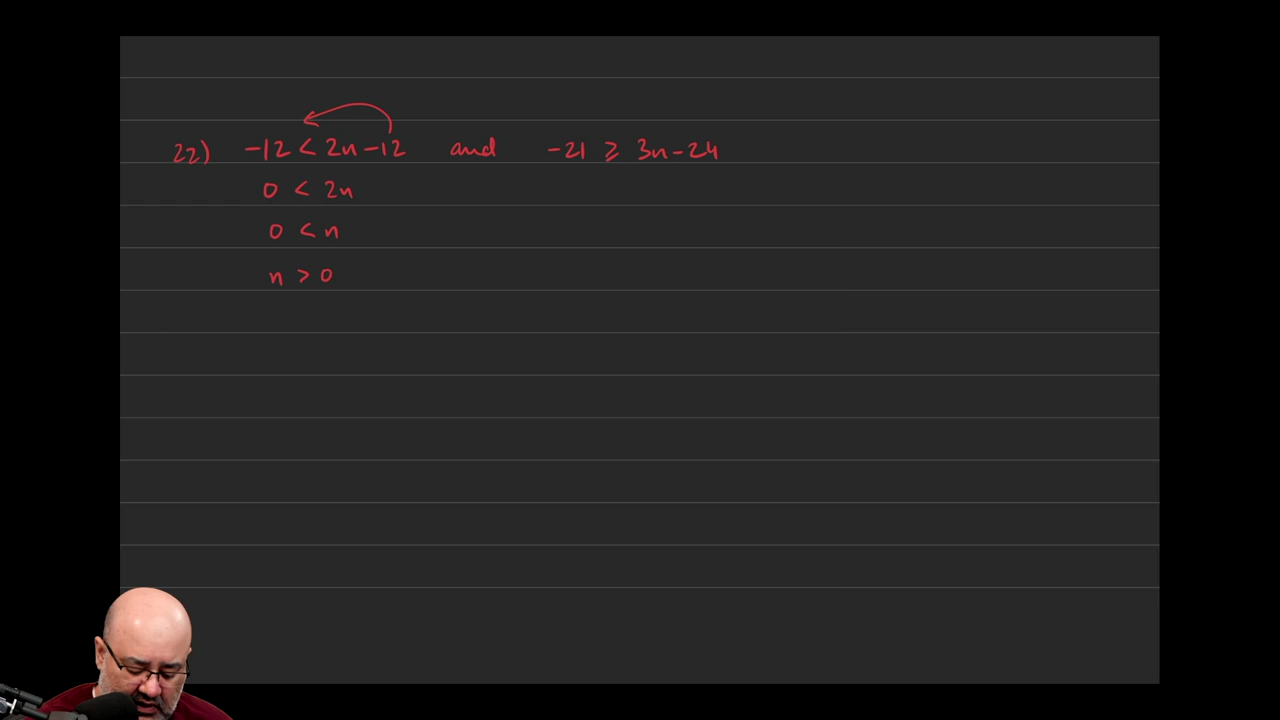 22) -12 < 2n - 12 and -21 ≥ 3n - 24
0 < 2n
0 < n
n > 0